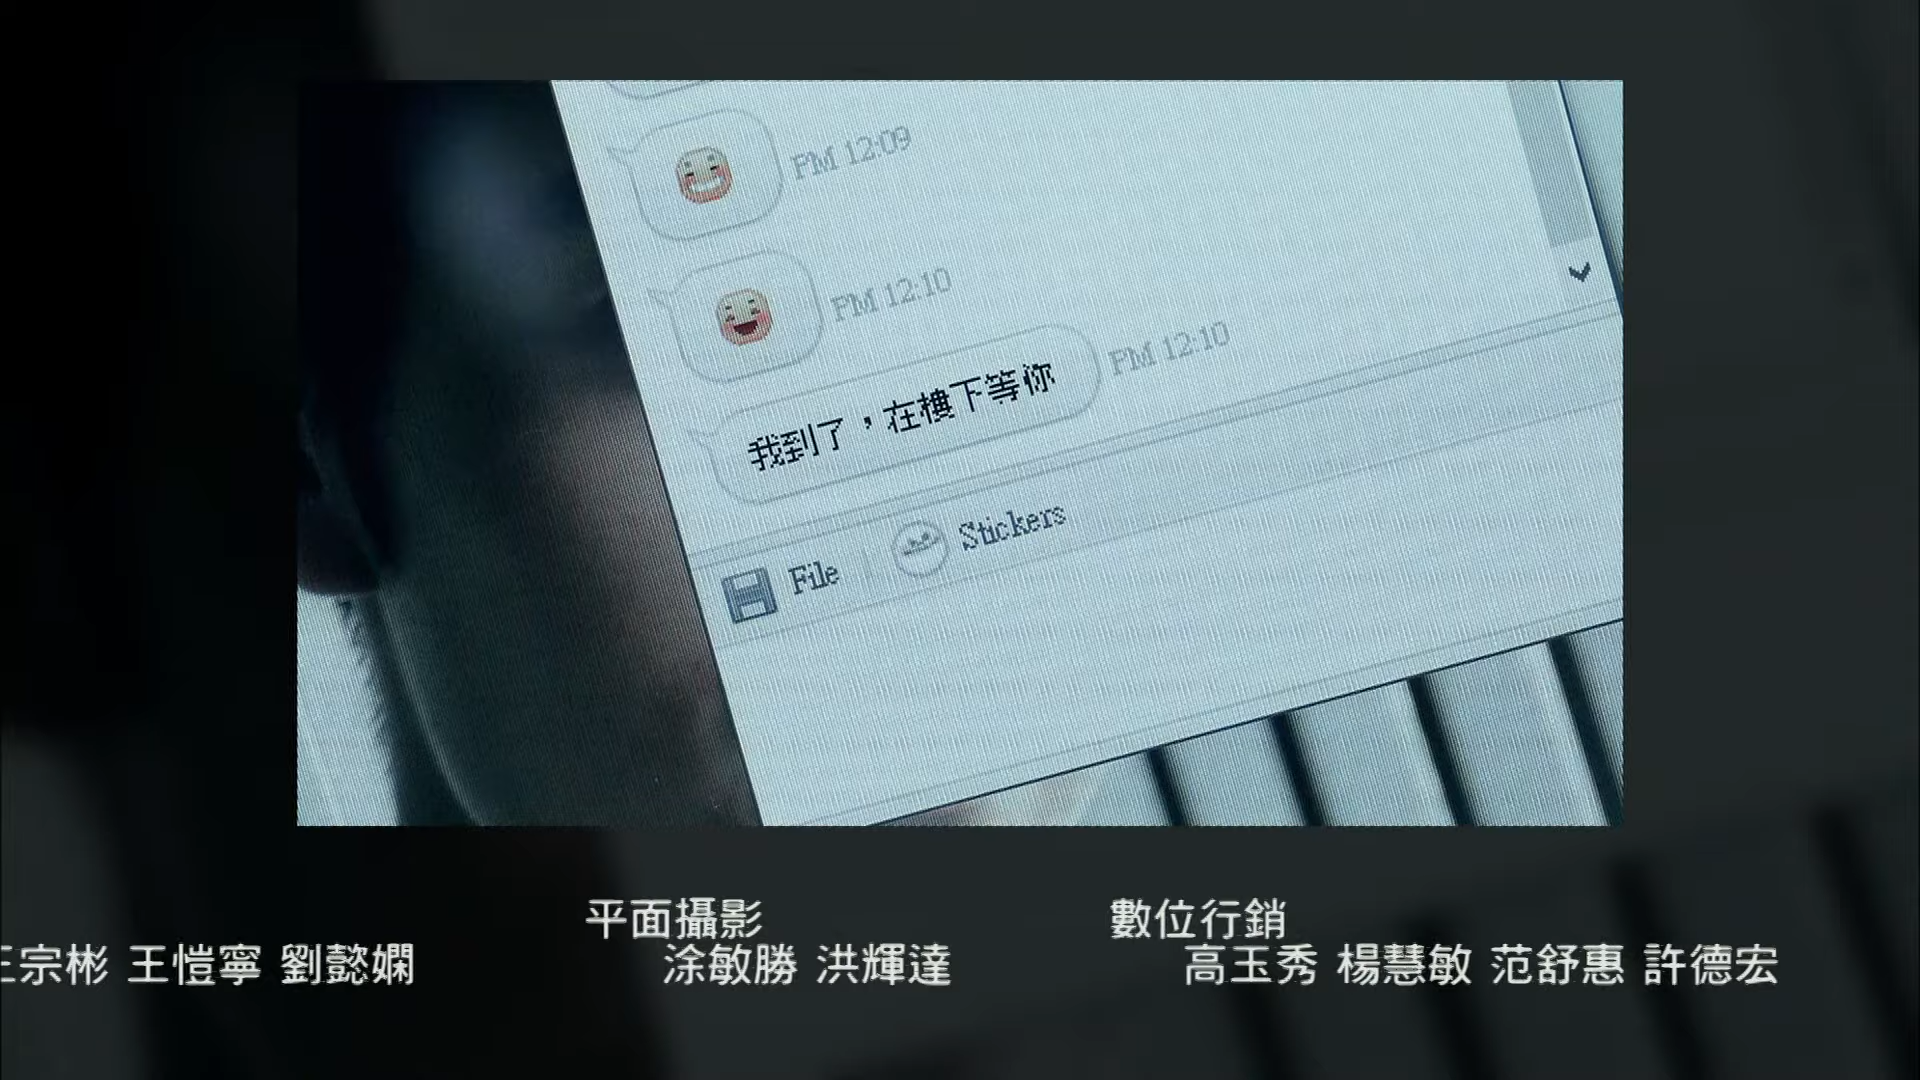 PM 12:09
PM 12:10
我到了，在樓下等你 PM 12:10
File | Stickers
平面攝影 數位行銷
王宗彬 王愷寧 劉懿嫻 涂敏勝 洪輝達 高玉秀 楊慧敏 范舒惠 許德宏